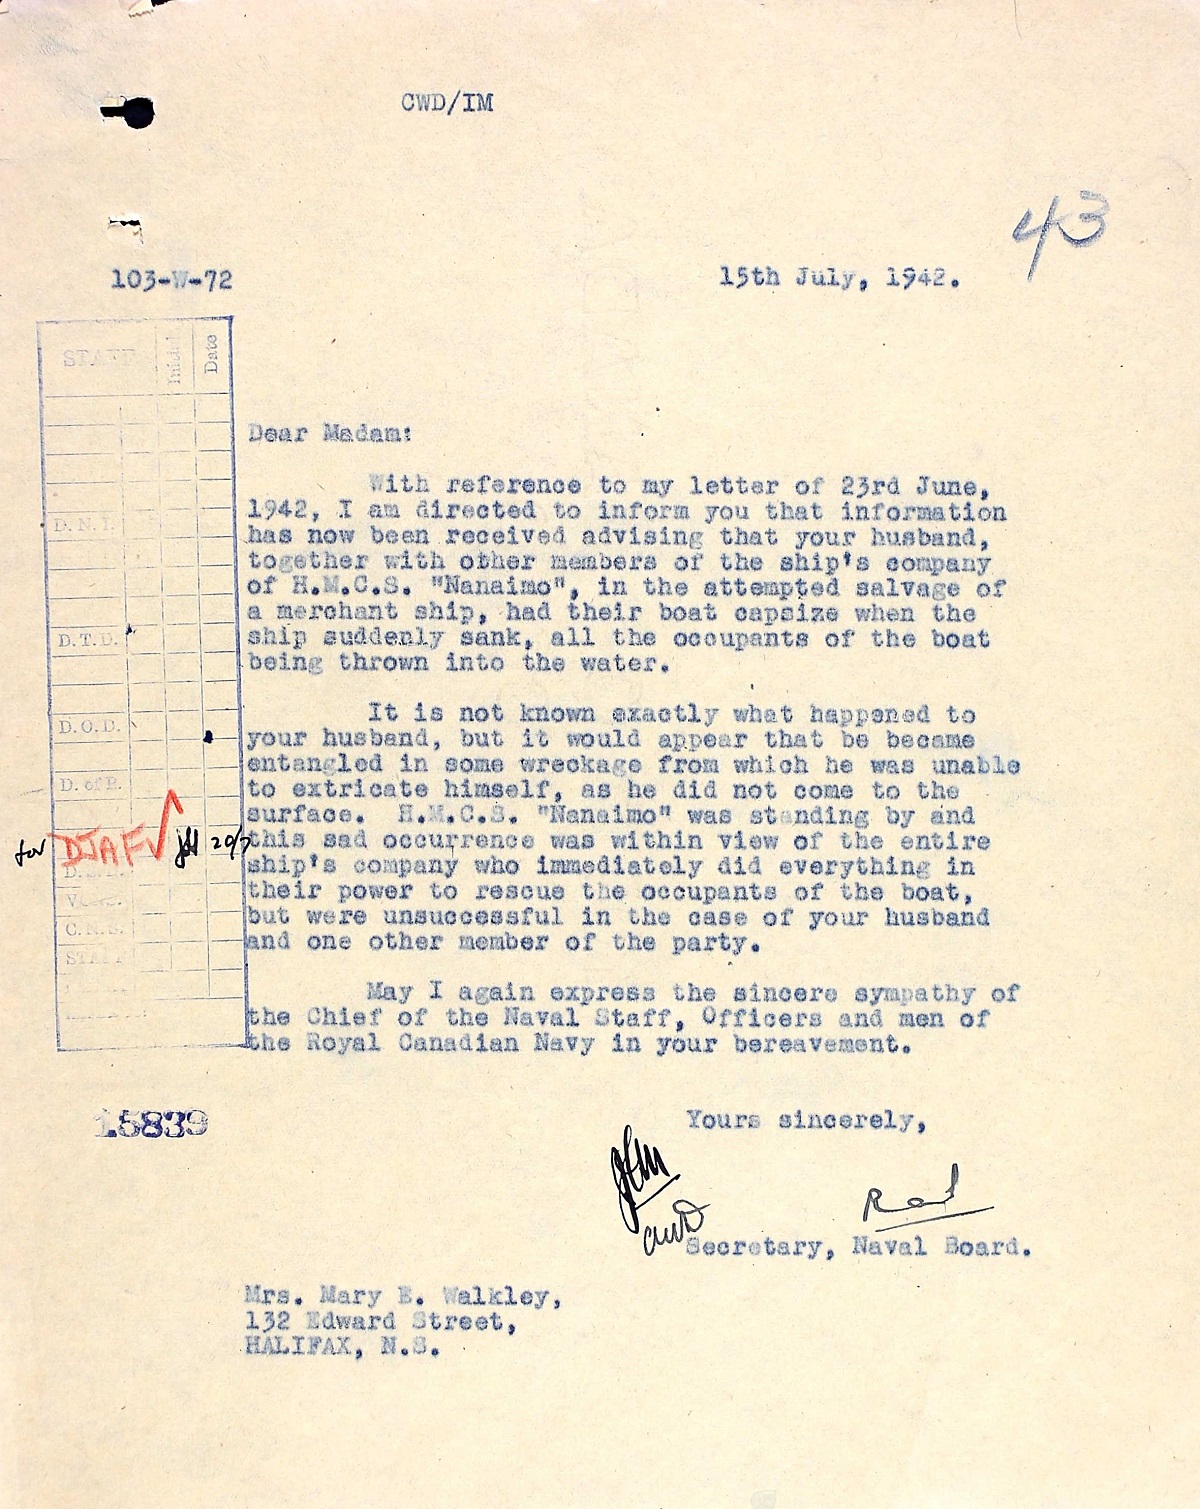 CWD/IM
43
103-W-72
15th July, 1942.
STAFF
Initial
Date
Dear Madam:
With reference to my letter of 23rd June,
1942, I am directed to inform you that information
D. N. I.
has now been received advising that your husband,
together with other members of the ship's company
of H.M.C.S. "Nanaimo", in the attempted salvage of
a merchant ship, had their boat capsize when the
D.T.D.
ship suddenly sank, all the occupants of the boat
being thrown into the water.
It is not known exactly what happened to
D.O.D.
your husband, but it would appear that be became
entangled in some wreckage from which he was unable
D. of P.
to extricate himself, as he did not come to the
surface.  H.M.C.S. "Nanaimo" was standing by and
for DJAF 20/7
this sad occurrence was within view of the entire
ship's company who immediately did everything in
their power to rescue the occupants of the boat,
C.N.S.
but were unsuccessful in the case of your husband
and one other member of the party.
STAFF
May I again express the sincere sympathy of
the Chief of the Naval Staff, Officers and men of
the Royal Canadian Navy in your bereavement.
15839
Yours sincerely,
Secretary, Naval Board.
Mrs. Mary E. Walkley,
132 Edward Street,
HALIFAX, N.S.